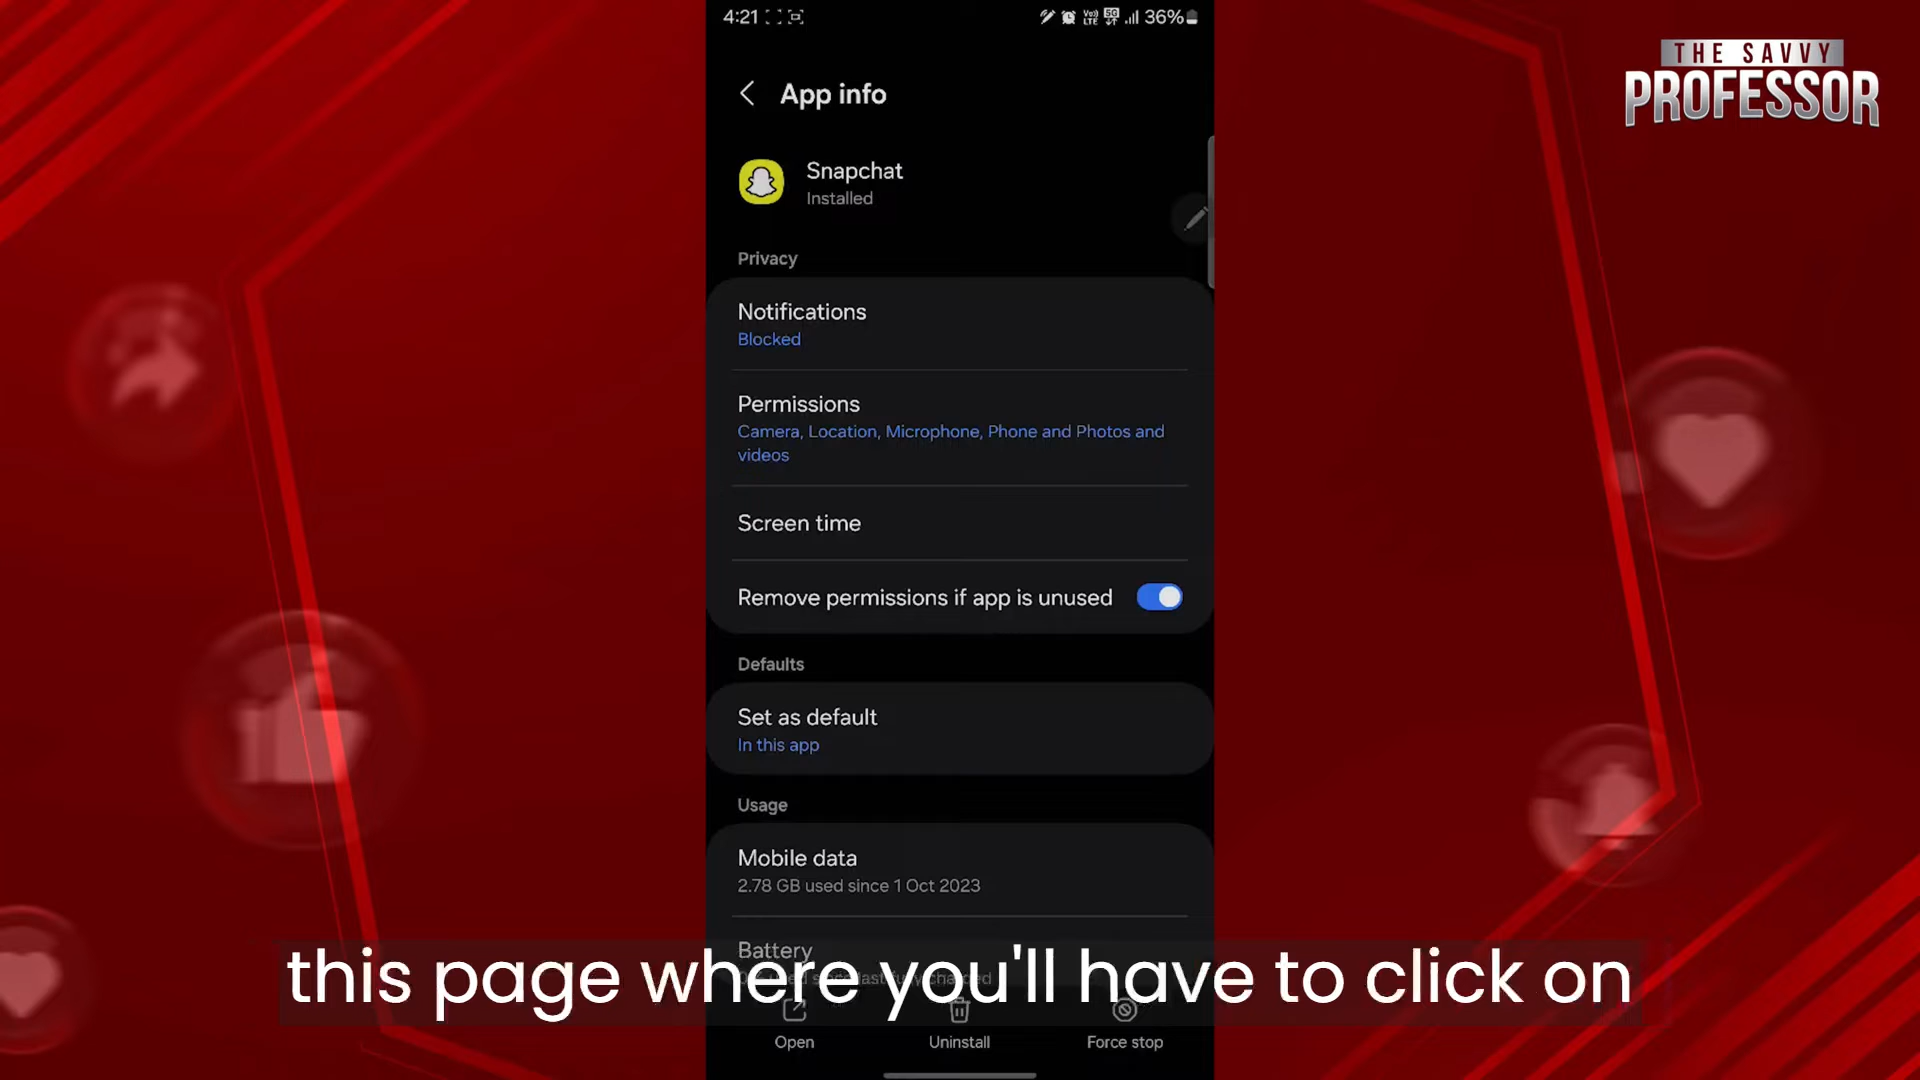 4:21
VoLTE 5G 36%
THE SAVVY
PROFESSOR
App info
Snapchat
Installed
Privacy
Notifications
Blocked
Permissions
Camera, Location, Microphone, Phone and Photos and
videos
Screen time
Remove permissions if app is unused
Defaults
Set as default
In this app
Usage
Mobile data
2.78 GB used since 1 Oct 2023
Battery
this page where you'll have to click on
Open
Uninstall
Force stop